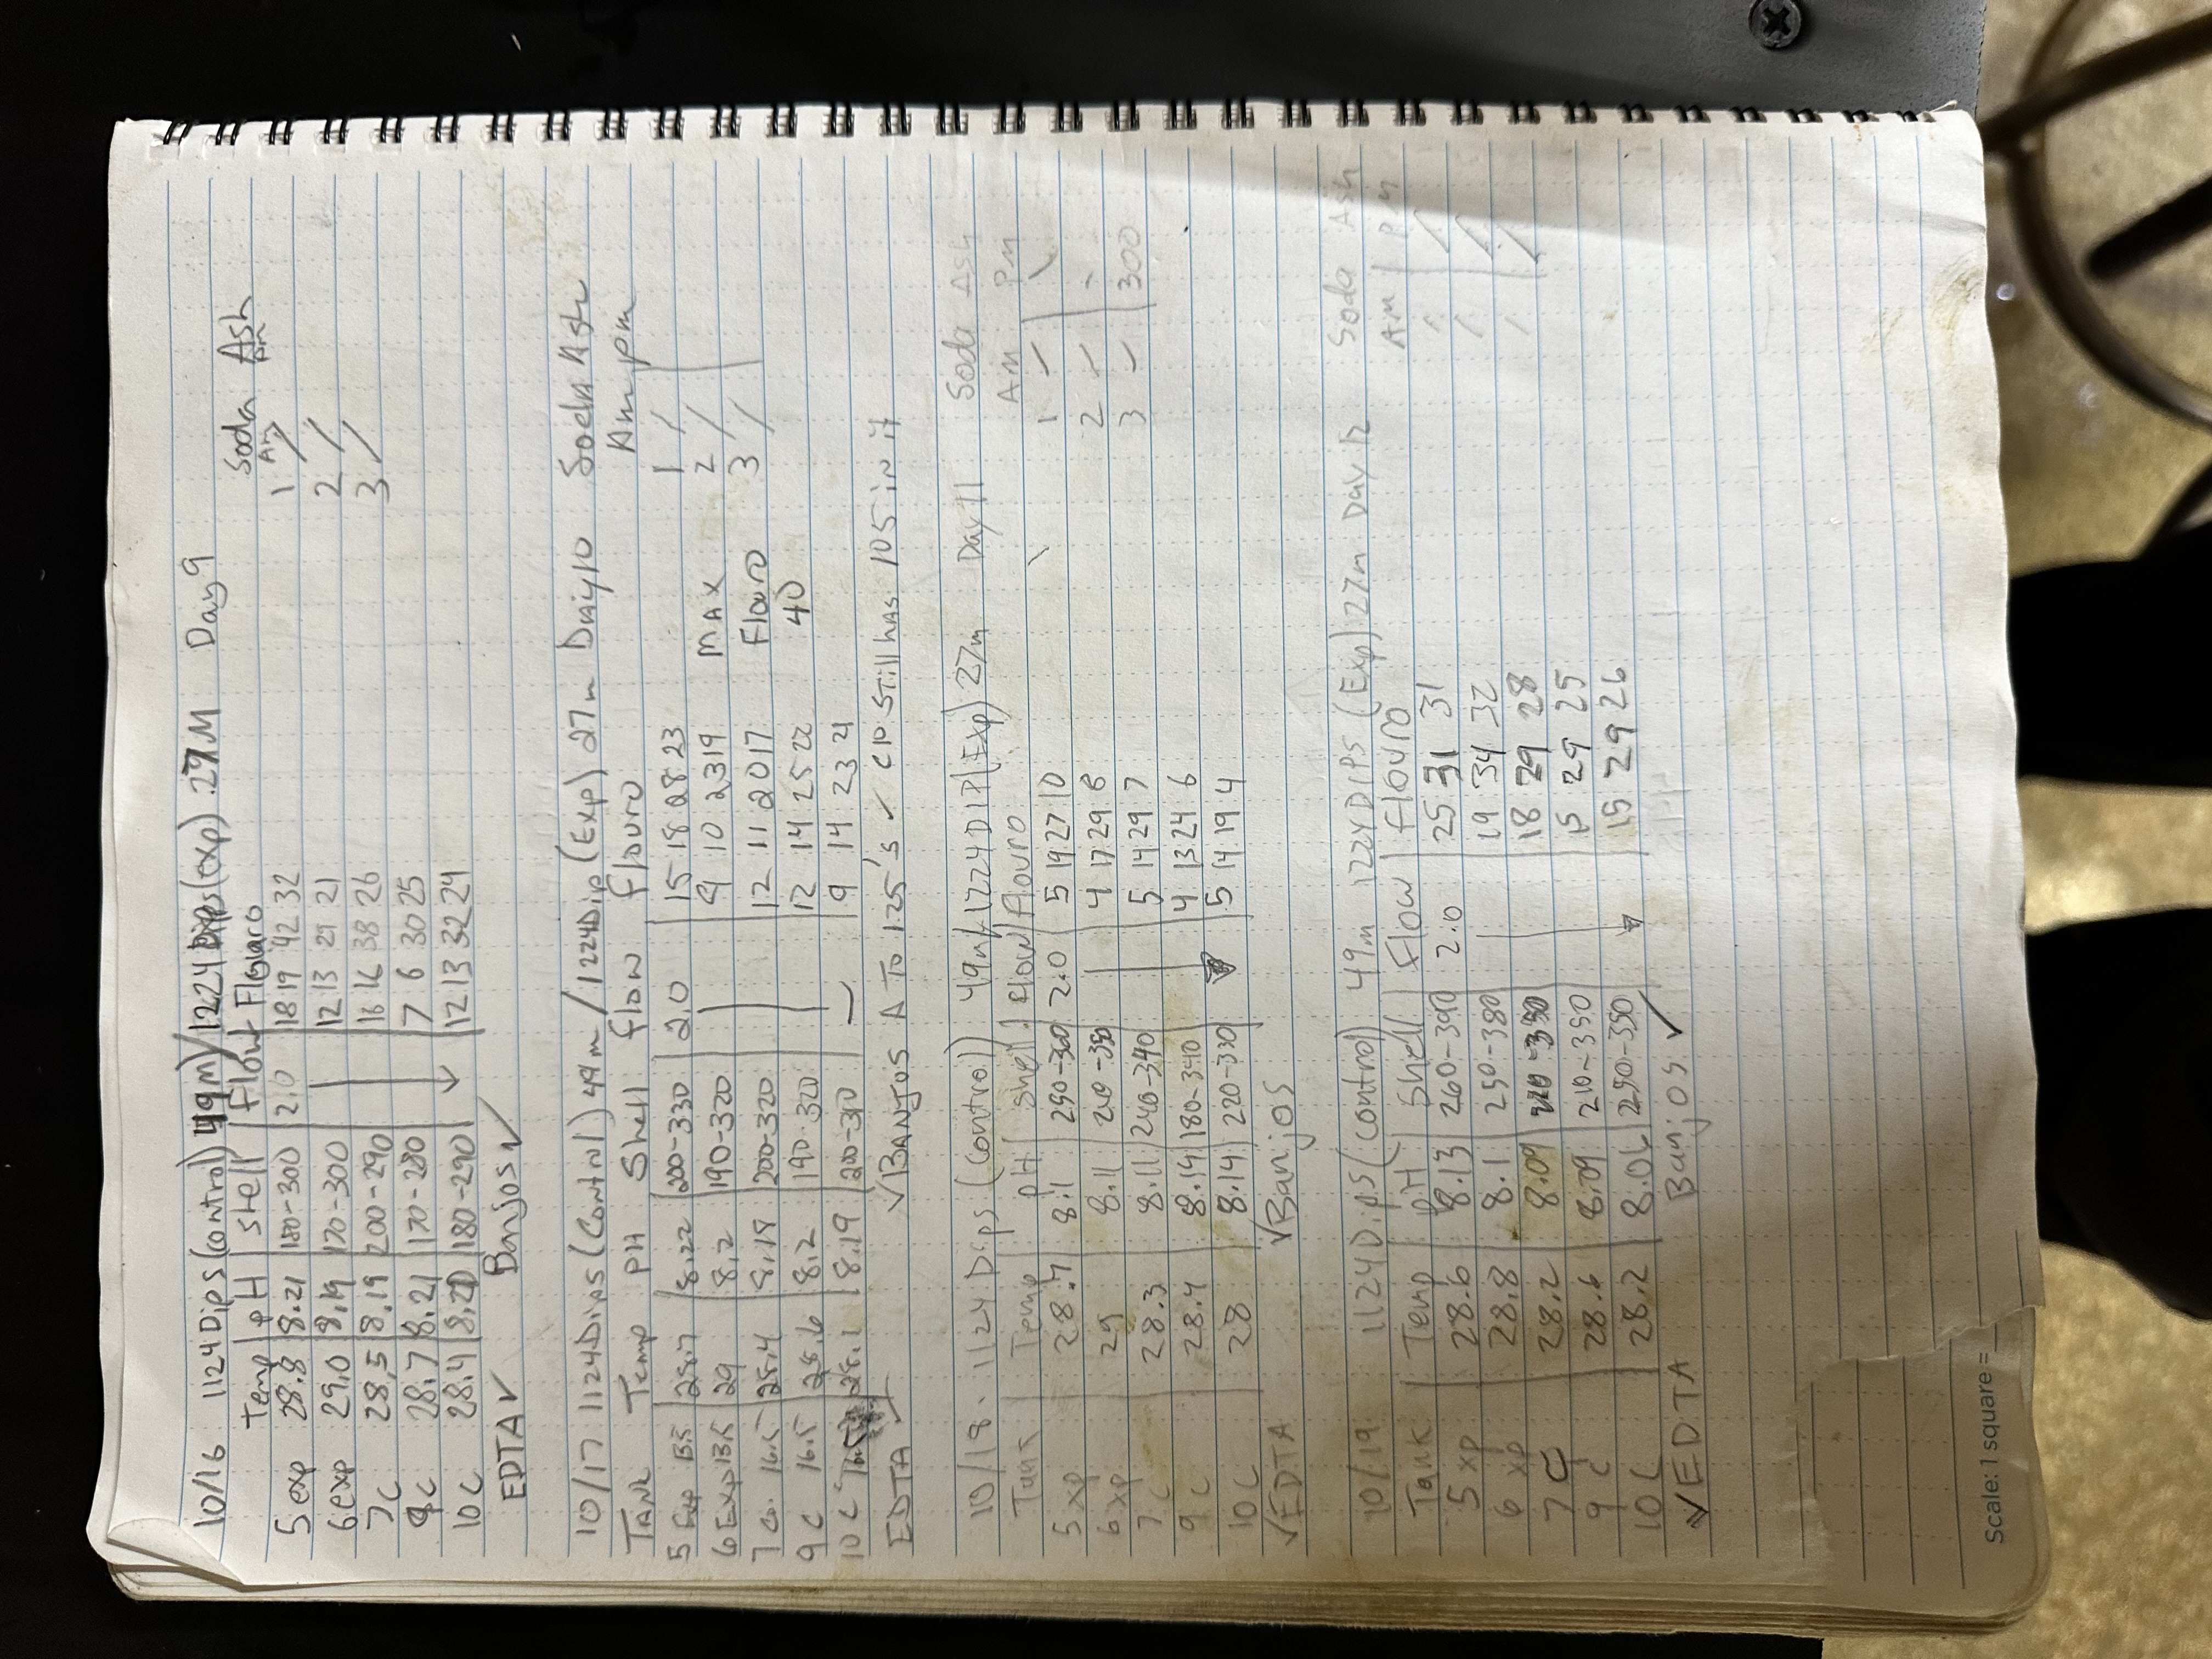 10/16 1124 Dips (control) 49m / 1224 Dips (exp) .27M Day 9
Temp | pH | Shell | Flow Flouro Soda Ash
Am Pm
5 exp 28.8 8.21 180-300 2.0 18 19 42 32 1 /
6 exp 29.0 8.19 170-300 12 13 29 21 2 /
7c 28.5 8.19 200-290 16 16 38 26 3 /
9c 28.7 8.21 170-280 7 6 30 25
10c 28.4 8.20 180-290 12 13 32 24
EDTA ✓ Banjos ✓
10/17 1124 Dips (Control) 49m / 1224 Dip (Exp) 27m Day 10 Soda Ash
Tank Temp pH Shell flow flouro Am pm
5 Exp 13.5 28.7 8.22 200-330 2.0 15 18 28 23 1 /
6 Exp 13.5 29 8.2 190-320 9 10 23 19 MAX 2 /
7 Co. 16.5 28.4 8.18 200-320 12 11 20 17 Flouro 3 /
9 C 16.5 28.6 8.2 190-320 12 14 25 22 40
10 C 28.1 8.19 200-310 9 14 23 21
EDTA ✓ ✓ BANJOS A TO 125's ✓ C10 Still has 105 in it
10/18. 1124 Dips (control) 49m/1224 DIP (Exp) 27m Day 11 Soda Ash
Tank Temp pH Shell Flow Flouro AM PM
5 xp 28.7 8.1 250-360 2.0 5 19 27 10 1 ✓ \
6 xp 29 8.11 240-350 4 17 29 8 2 ✓ -
7 C 28.3 8.11 240-340 5 14 29 7 3 ✓ 300
9 C 28.4 8.14 180-340 4 13 24 6
10 C 28 8.14 220-330 5 14 19 4
✓EDTA ✓Banjos
10/19 1124 Dips (control) 49m 1224 DIPS (Exp) 27m Day 12 Soda Ash
Tank Temp pH Shell Flow Flouro AM PM
5 xp 28.6 8.13 260-390 2.0 25 31 31
6 xp 28.8 8.1 250-380 19 34 32
7 C 28.2 8.09 18 29 28
9 C 28.6 8.09 210-350 15 29 25
10 C 28.2 8.06 250-350 15 29 26
✓EDTA Banjos ✓
Scale: 1 square =